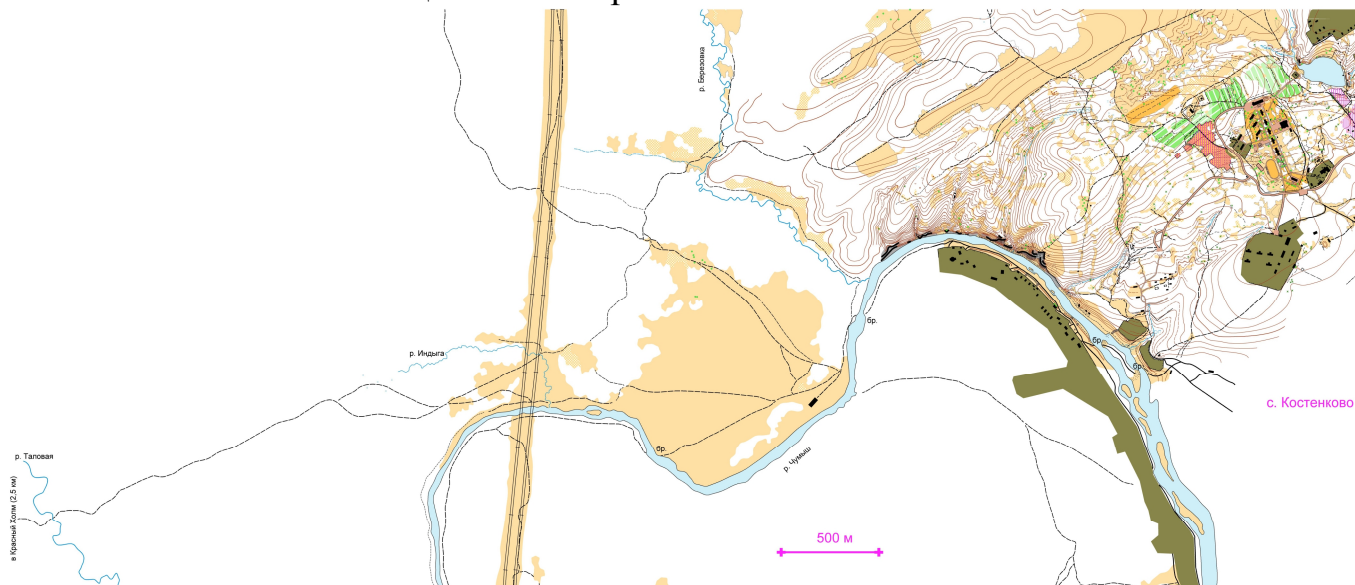 р. Березовка
бр.
р. Индыга
бр.
бр.
с. Костенково
бр.
р. Чумыш
р. Таловая
в Красный Холм (2,5 км)
500 м